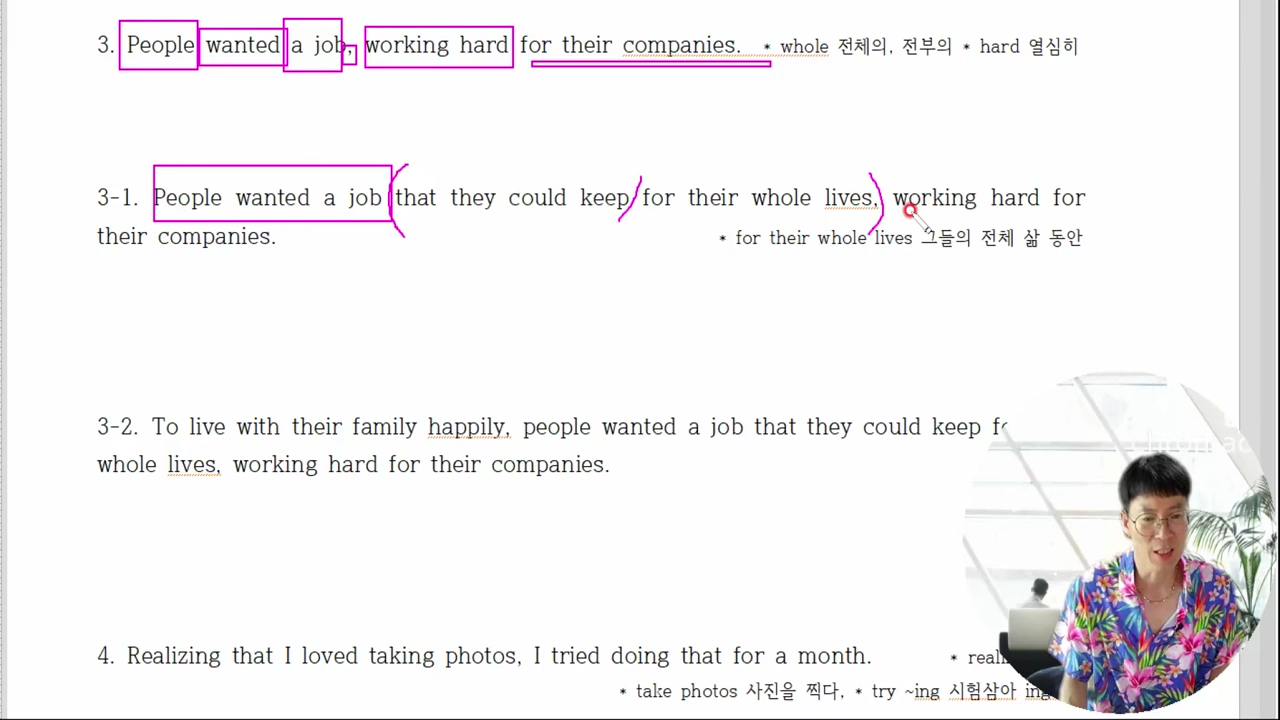 3. People wanted a job, working hard for their companies. * whole 전체의, 전부의 * hard 열심히
3-1. People wanted a job that they could keep for their whole lives, working hard for
their companies. * for their whole lives 그들의 전체 삶 동안
3-2. To live with their family happily, people wanted a job that they could keep
whole lives, working hard for their companies.
4. Realizing that I loved taking photos, I tried doing that for a month. *
* take photos 사진을 찍다, * try ~ing 시험삼아